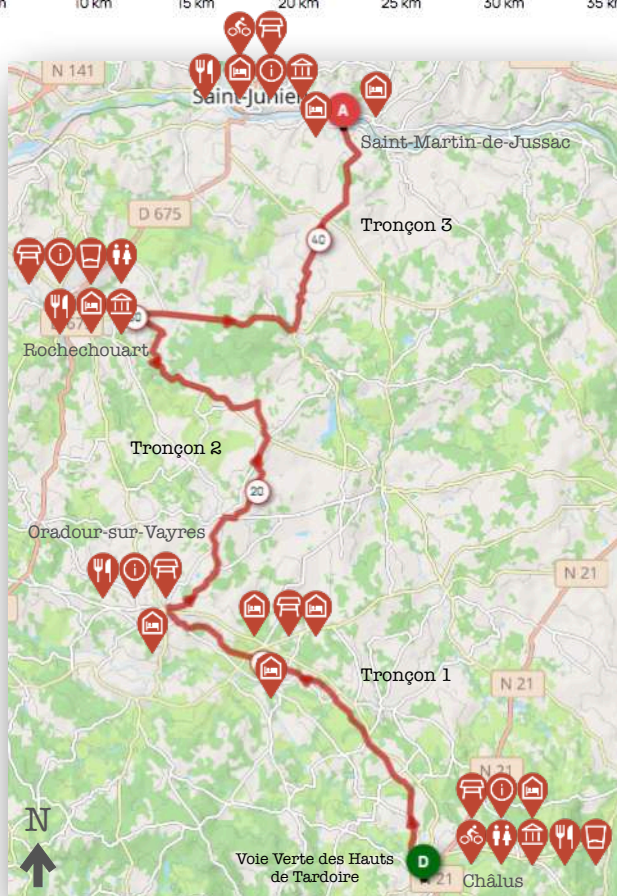 10 km 15 km 20 km 25 km 30 km 35 k
N 141
Saint-Junien
A
Saint-Martin-de-Jussac
D 675
Tronçon 3
40
Rochechouart
Tronçon 2
20
Oradour-sur-Vayres
N 21
Tronçon 1
N 21
N 21
N
Voie Verte des Hauts
de Tardoire
D
21
Châlus